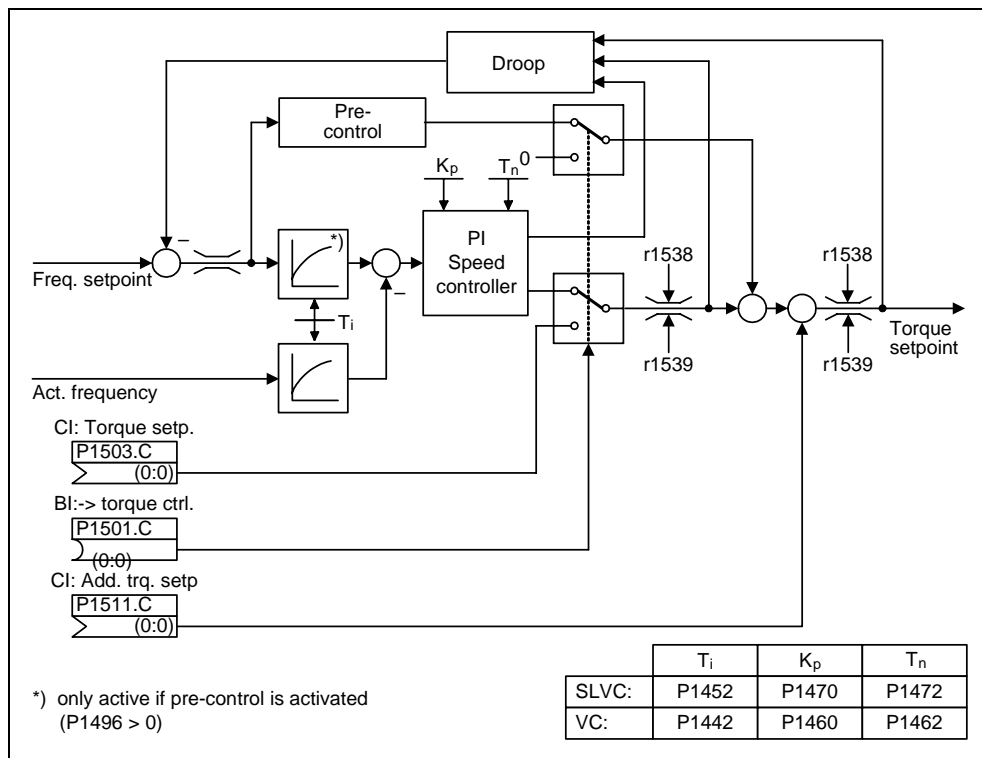 Droop
Pre-
control
0
Kp
Tn
*)
PI
Speed
controller
–
–
Freq. setpoint
Ti
r1538
r1538
r1539
r1539
Torque
setpoint
Act. frequency
CI: Torque setp.
P1503.C
(0:0)
BI:-> torque ctrl.
P1501.C
(0:0)
CI: Add. trq. setp
P1511.C
(0:0)
Ti Kp Tn
SLVC: P1452 P1470 P1472
VC: P1442 P1460 P1462
*) only active if pre-control is activated
(P1496 > 0)